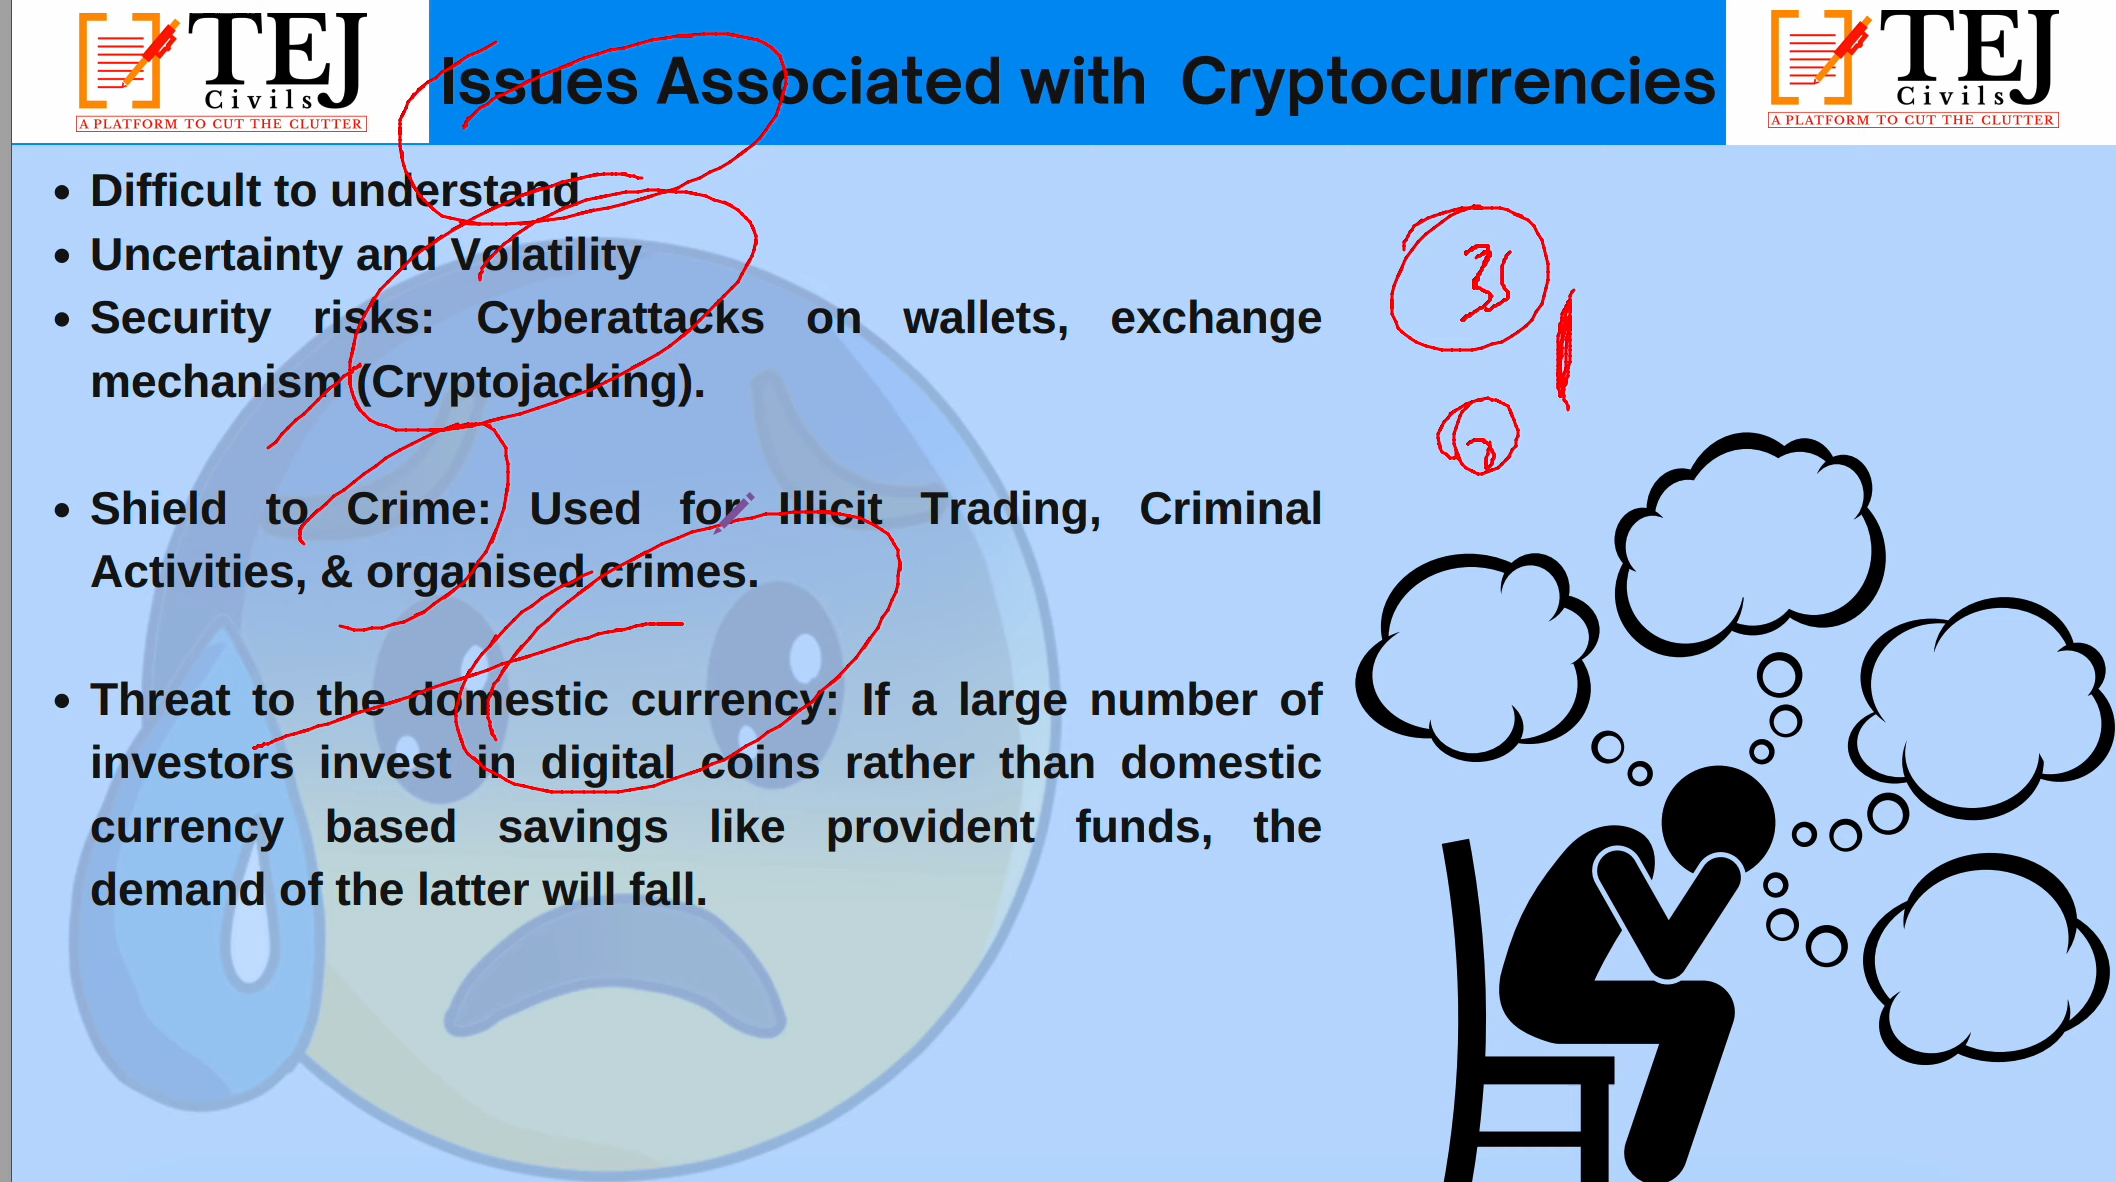 TEJ
Civils
A PLATFORM TO CUT THE CLUTTER
Issues Associated with Cryptocurrencies
TEJ
Civils
A PLATFORM TO CUT THE CLUTTER
• Difficult to understand
• Uncertainty and Volatility
• Security risks: Cyberattacks on wallets, exchange
mechanism (Cryptojacking).
• Shield to Crime: Used for Illicit Trading, Criminal
Activities, & organised crimes.
• Threat to the domestic currency: If a large number of
investors invest in digital coins rather than domestic
currency based savings like provident funds, the
demand of the latter will fall.